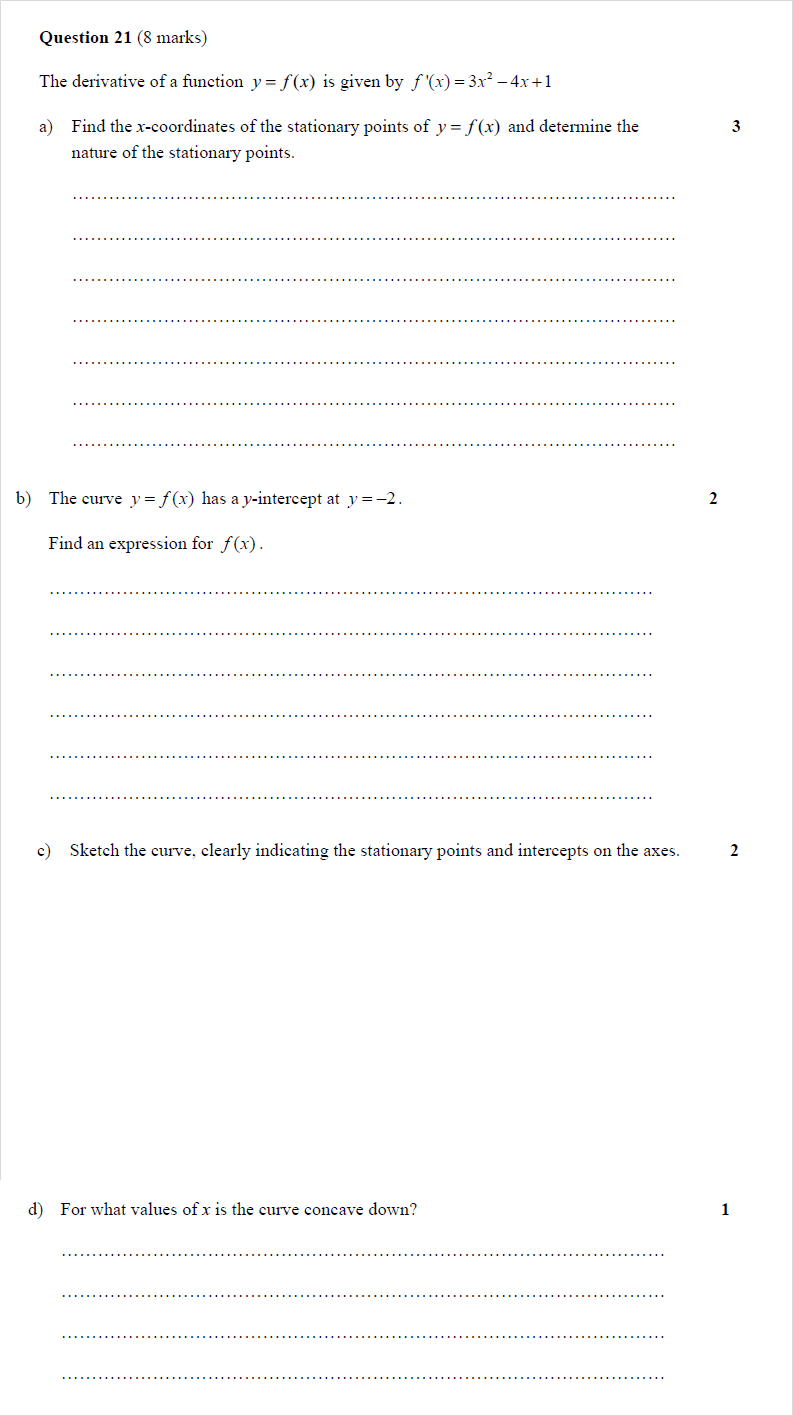 Question 21 (8 marks)
The derivative of a function y = f(x) is given by f'(x) = 3x² − 4x + 1
a) Find the x-coordinates of the stationary points of y = f(x) and determine the 3
nature of the stationary points.
b) The curve y = f(x) has a y-intercept at y = −2. 2
Find an expression for f(x).
c) Sketch the curve, clearly indicating the stationary points and intercepts on the axes. 2
d) For what values of x is the curve concave down? 1